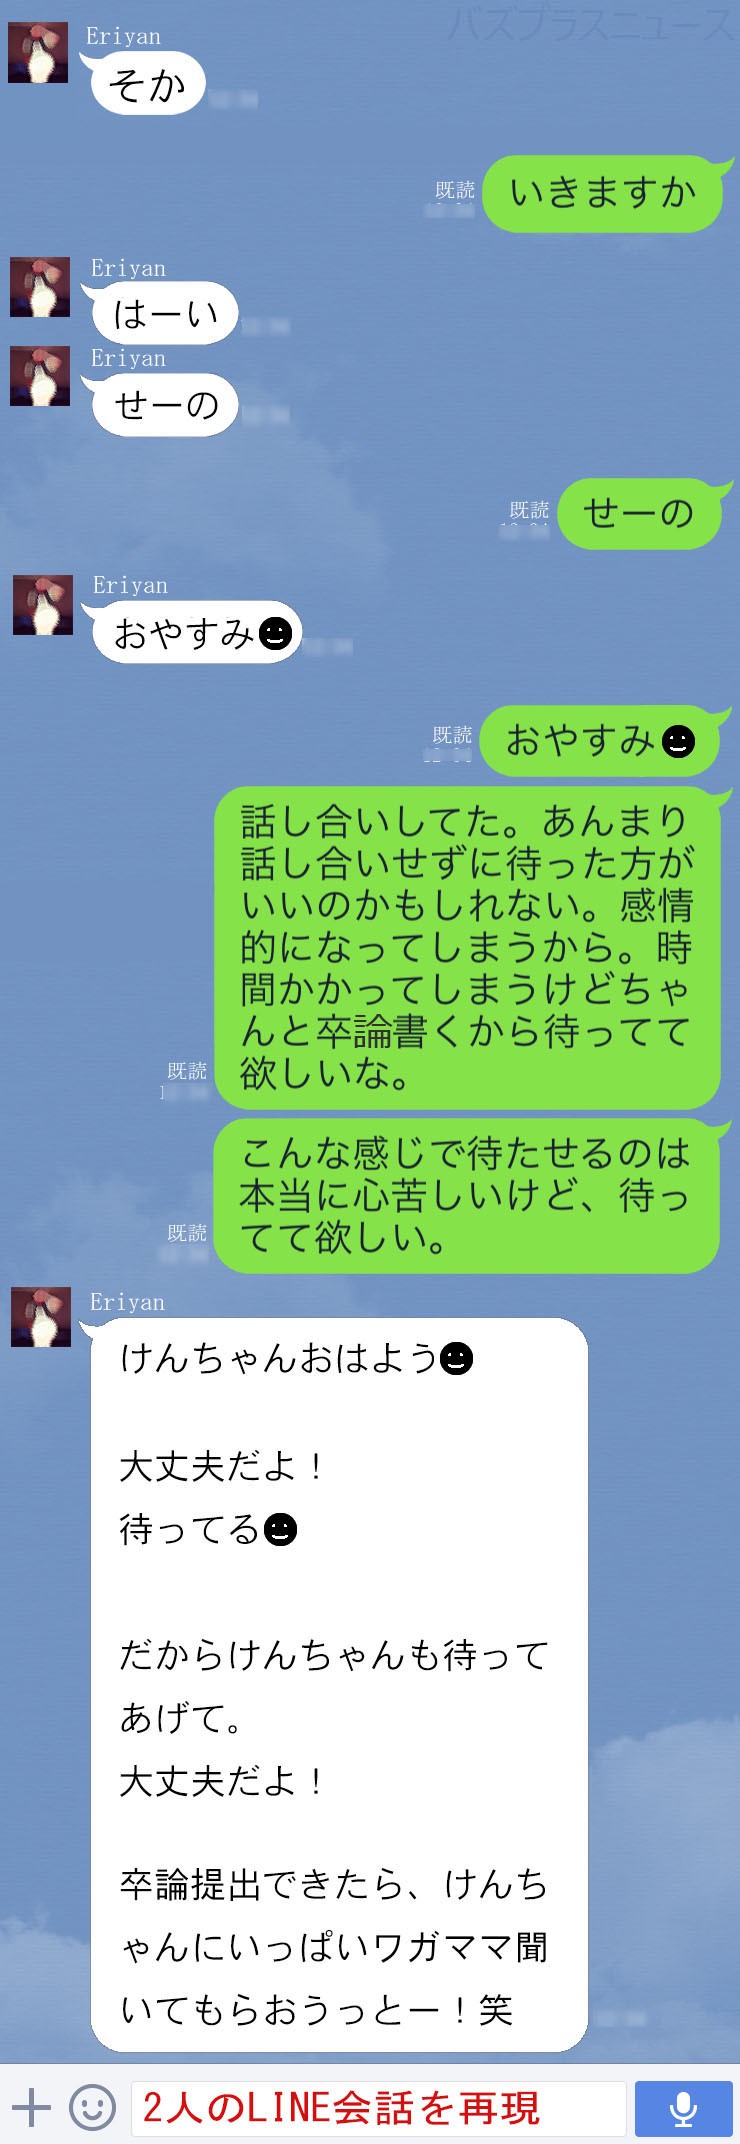 バズプラスニュース
Eriyan
そか
既読
いきますか
Eriyan
はーい
Eriyan
せーの
既読
せーの
Eriyan
おやすみ
既読
おやすみ
話し合いしてた。あんまり
話し合いせずに待った方が
いいのかもしれない。感情
的になってしまうから。時
間かかってしまうけどちゃ
んと卒論書くから待ってて
欲しいな。
既読
こんな感じで待たせるのは
本当に心苦しいけど、待っ
てて欲しい。
既読
Eriyan
けんちゃんおはよう
大丈夫だよ！
待ってる
だからけんちゃんも待って
あげて。
大丈夫だよ！
卒論提出できたら、けんち
ゃんにいっぱいワガママ聞
いてもらおうっとー！笑
2人のLINE会話を再現